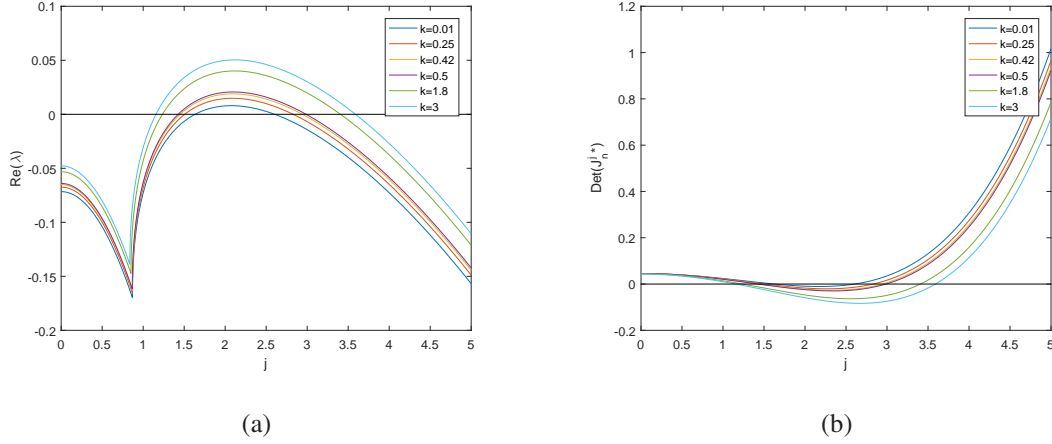 k=0.01
k=0.25
k=0.42
k=0.5
k=1.8
k=3
0.1
0.05
0
-0.05
-0.1
-0.15
-0.2
Re(λ)
0 0.5 1 1.5 2 2.5 3 3.5 4 4.5 5
j
(a)
k=0.01
k=0.25
k=0.42
k=0.5
k=1.8
k=3
1.2
1
0.8
0.6
0.4
0.2
0
-0.2
Det(J_n^j*)
0 0.5 1 1.5 2 2.5 3 3.5 4 4.5 5
j
(b)